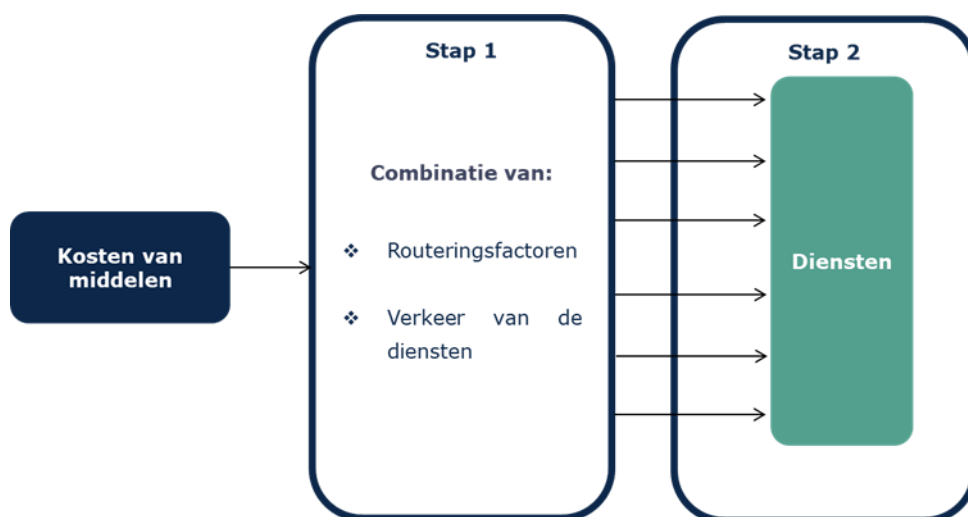 Stap 1
Stap 2
Combinatie van:
Kosten van
middelen
❖ Routeringsfactoren
❖ Verkeer van de
diensten
Diensten